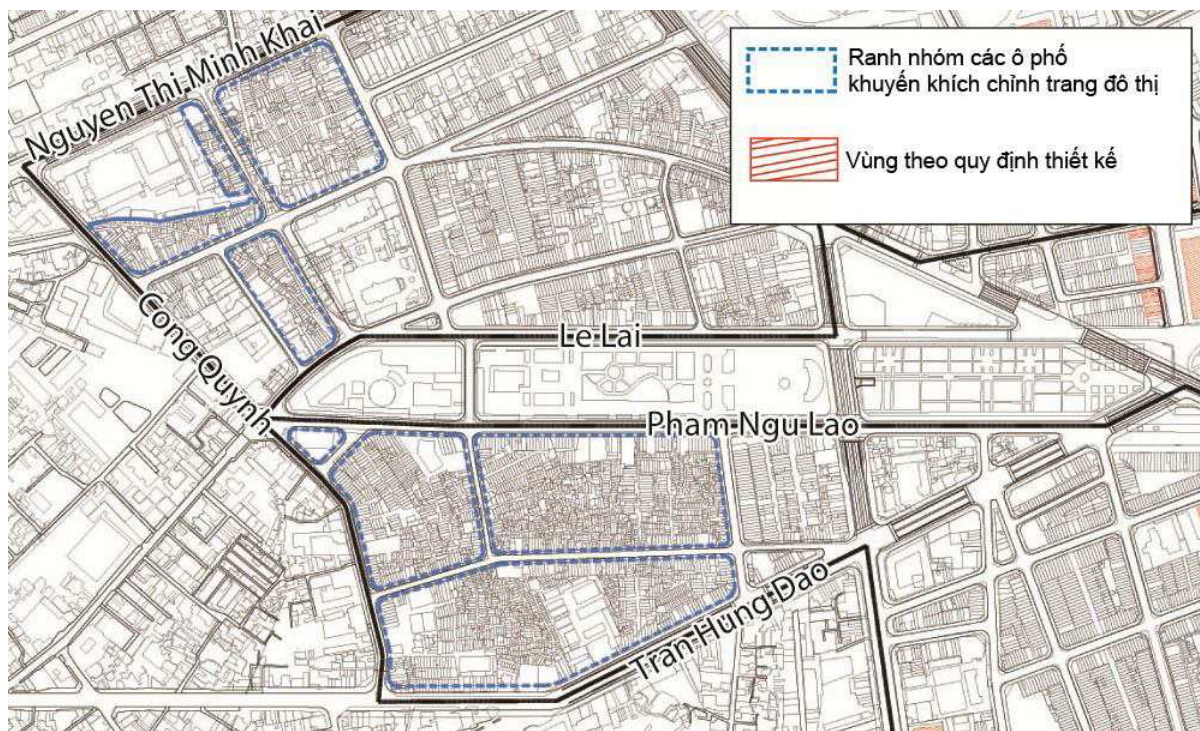 Nguyen Thi Minh Khai
Ranh nhóm các ô phố
khuyến khích chỉnh trang đô thị
Vùng theo quy định thiết kế
Cong Quynh
Le Lai
Pham Ngu Lao
Tran Hung Dao